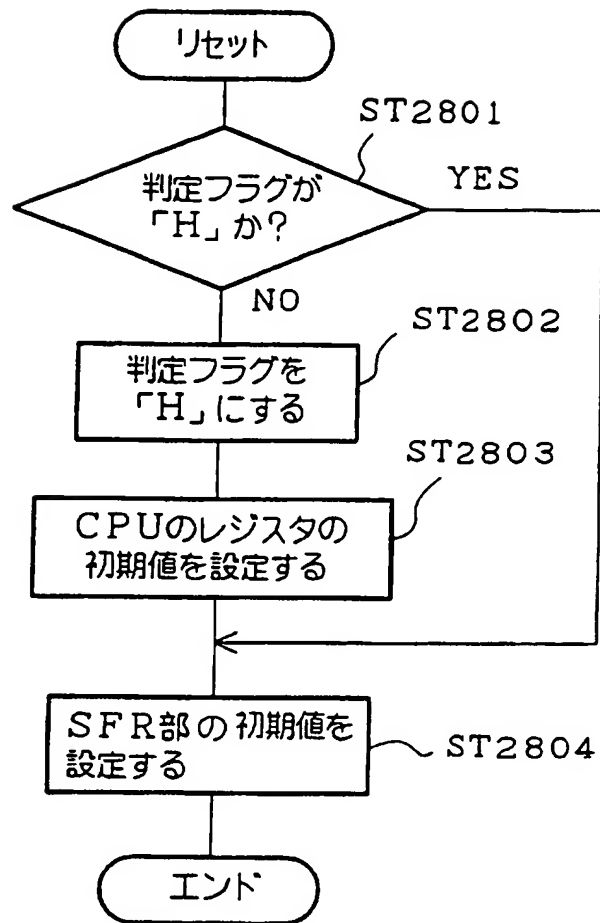 リセット
ST2801
判定フラグが
「H」か?
YES
NO
ST2802
判定フラグを
「H」にする
ST2803
CPUのレジスタの
初期値を設定する
SFR部の初期値を
設定する
ST2804
エンド